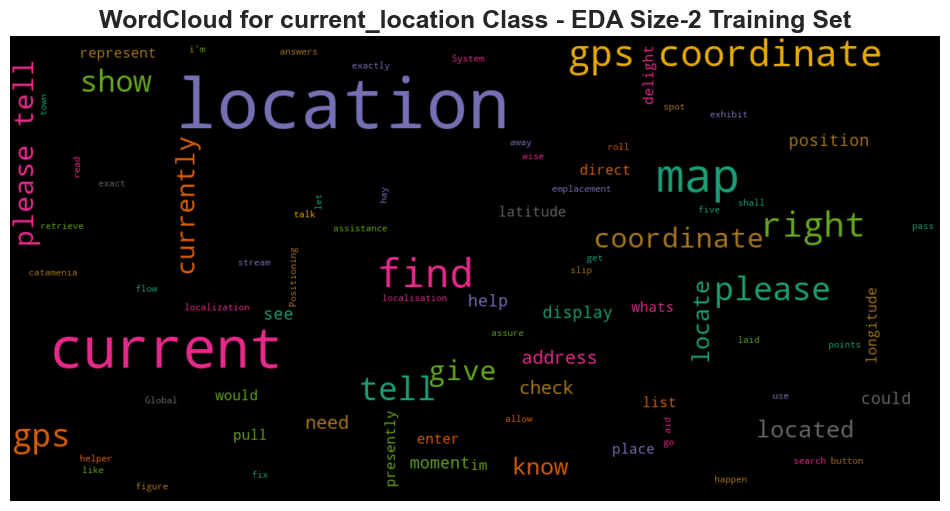 WordCloud for current_location Class - EDA Size-2 Training Set
represent
i'm
answers
exactly
System
gps coordinate
delight
show
location
please tell
town
spot
exhibit
currently
away
wise
roll
position
read
exact
direct
map
emplacement
hay
let
latitude
talk
shall
five
right
retrieve
assistance
coordinate
pass
stream
Positioning
get
catamenia
find
slip
flow
localization
localisation
help
please
see
display
whats
locate
longitude
assure
laid
points
current
address
give
tell
check
Global
would
use
could
list
need
allow
gps
pull
presently
enter
aid
go
located
place
helper
like
moment
im
know
search
button
fix
figure
happen